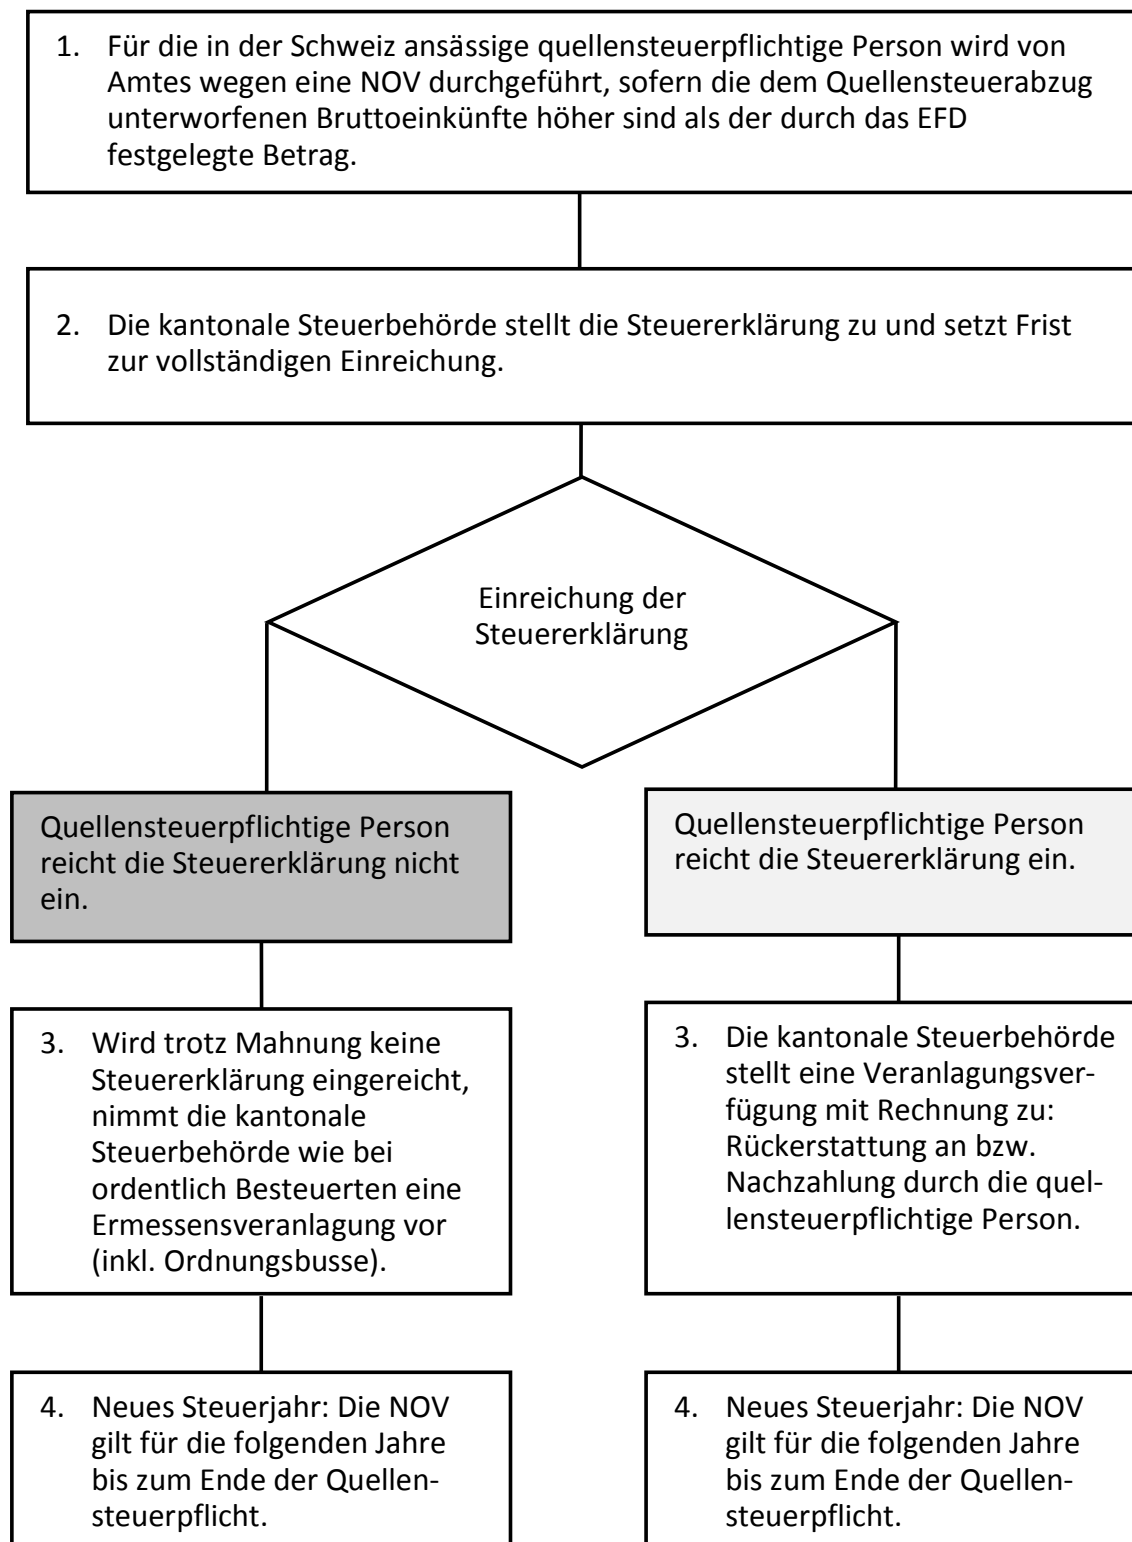 1. Für die in der Schweiz ansässige quellensteuerpflichtige Person wird von
Amtes wegen eine NOV durchgeführt, sofern die dem Quellensteuerabzug
unterworfenen Bruttoeinkünfte höher sind als der durch das EFD
festgelegte Betrag.
2. Die kantonale Steuerbehörde stellt die Steuererklärung zu und setzt Frist
zur vollständigen Einreichung.
Einreichung der
Steuererklärung
Quellensteuerpflichtige Person
reicht die Steuererklärung nicht
ein.
3. Wird trotz Mahnung keine
Steuererklärung eingereicht,
nimmt die kantonale
Steuerbehörde wie bei
ordentlich Besteuerten eine
Ermessensveranlagung vor
(inkl. Ordnungsbusse).
4. Neues Steuerjahr: Die NOV
gilt für die folgenden Jahre
bis zum Ende der Quellen-
steuerpflicht.
Quellensteuerpflichtige Person
reicht die Steuererklärung ein.
3. Die kantonale Steuerbehörde
stellt eine Veranlagungsver-
fügung mit Rechnung zu:
Rückerstattung an bzw.
Nachzahlung durch die quel-
lensteuerpflichtige Person.
4. Neues Steuerjahr: Die NOV
gilt für die folgenden Jahre
bis zum Ende der Quellen-
steuerpflicht.